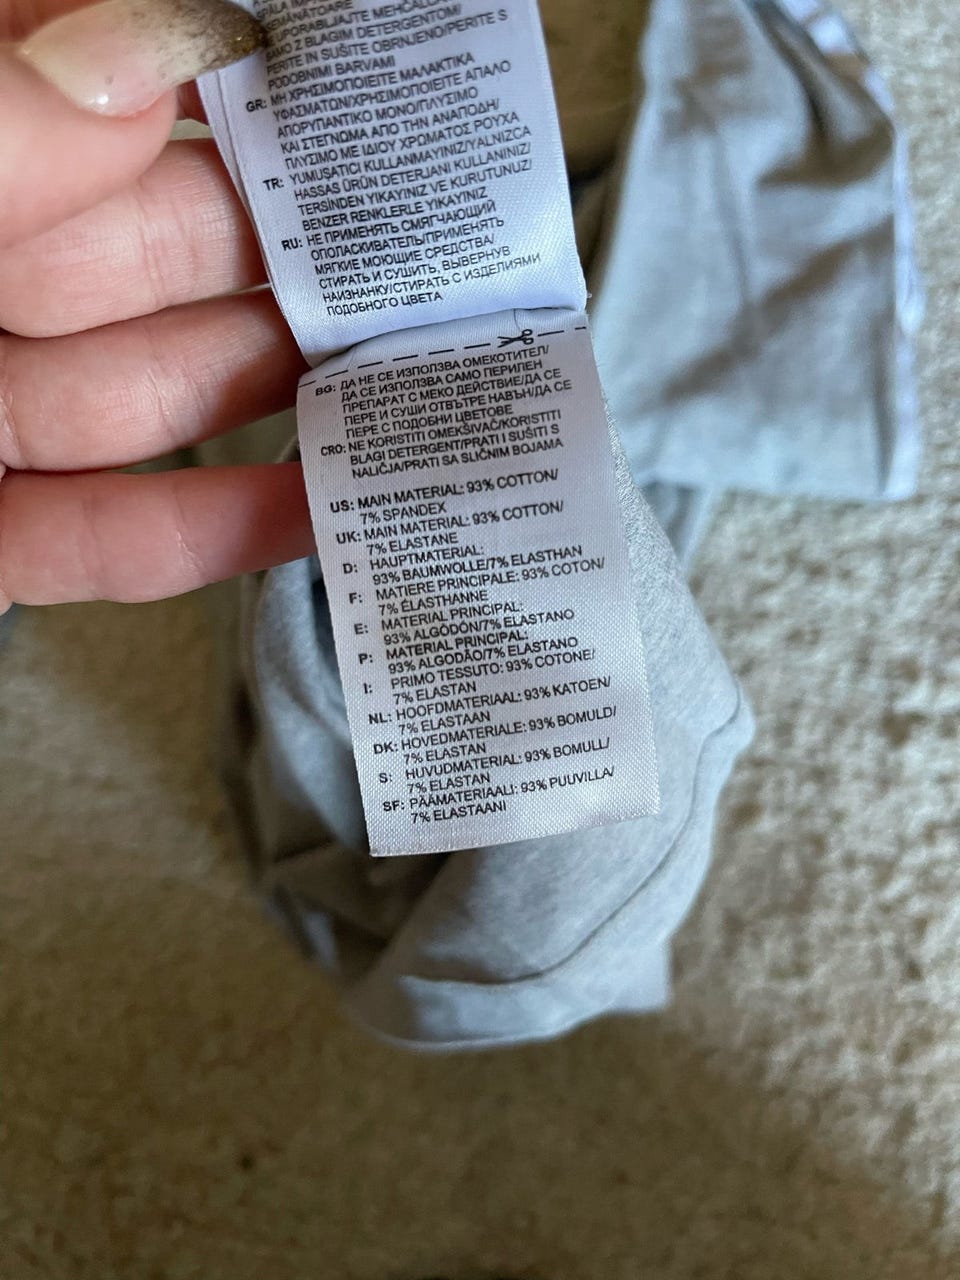 SEMĂNĂTOARE
SAMO Z BLAGIM DETERGENTOM/
PERITE IN SUŠITE OBRNJENO/PERITE S
PODOBNIMI BARVAMI
GR: ΜΗ ΧΡΗΣΙΜΟΠΟΙΕΙΤΕ ΜΑΛΑΚΤΙΚΑ
ΥΦΑΣΜΑΤΩΝ/ΧΡΗΣΙΜΟΠΟΙΕΙΤΕ ΑΠΑΛΟ
ΑΠΟΡΥΠΑΝΤΙΚΟ ΜΟΝΟ/ΠΛΥΣΙΜΟ
ΚΑΙ ΣΤΕΓΝΩΜΑ ΑΠΟ ΤΗΝ ΑΝΑΠΟΔΗ/
ΠΛΥΣΙΜΟ ΜΕ ΙΔΙΟΥ ΧΡΩΜΑΤΟΣ ΡΟΥΧΑ
TR: YUMUŞATICI KULLANMAYINIZ/YALNIZCA
HASSAS ÜRÜN DETERJANI KULLANINIZ/
TERSİNDEN YIKAYINIZ VE KURUTUNUZ/
BENZER RENKLERLE YIKAYINIZ
RU: НЕ ПРИМЕНЯТЬ СМЯГЧАЮЩИЙ
ОПОЛАСКИВАТЕЛЬ/ПРИМЕНЯТЬ
МЯГКИЕ МОЮЩИЕ СРЕДСТВА/
СТИРАТЬ И СУШИТЬ, ВЫВЕРНУВ
НАИЗНАНКУ/СТИРАТЬ С ИЗДЕЛИЯМИ
ПОДОБНОГО ЦВЕТА
BG: ДА НЕ СЕ ИЗПОЛЗВА ОМЕКОТИТЕЛ/
ДА СЕ ИЗПОЛЗВА САМО ПЕРИЛЕН
ПРЕПАРАТ С МЕКО ДЕЙСТВИЕ/ДА СЕ
ПЕРЕ И СУШИ ОТВЪТРЕ НАВЪН/ДА СЕ
ПЕРЕ С ПОДОБНИ ЦВЕТОВЕ
CRO: NE KORISTITI OMEKŠIVAČ/KORISTITI
BLAGI DETERGENT/PRATI I SUŠITI S
NALIČJA/PRATI SA SLIČNIM BOJAMA
US: MAIN MATERIAL: 93% COTTON/
7% SPANDEX
UK: MAIN MATERIAL: 93% COTTON/
7% ELASTANE
D: HAUPTMATERIAL:
93% BAUMWOLLE/7% ELASTHAN
F: MATIERE PRINCIPALE: 93% COTON/
7% ÉLASTHANNE
E: MATERIAL PRINCIPAL:
93% ALGODÓN/7% ELASTANO
P: MATERIAL PRINCIPAL:
93% ALGODÃO/7% ELASTANO
I: PRIMO TESSUTO: 93% COTONE/
7% ELASTAN
NL: HOOFDMATERIAAL: 93% KATOEN/
7% ELASTAAN
DK: HOVEDMATERIALE: 93% BOMULD/
7% ELASTAN
S: HUVUDMATERIAL: 93% BOMULL/
7% ELASTAN
SF: PÄÄMATERIAALI: 93% PUUVILLA/
7% ELASTAANI